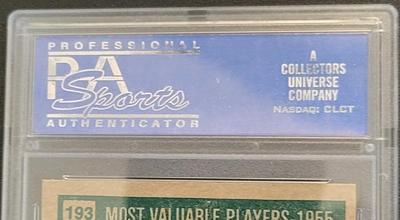 PROFESSIONAL
PSA
Sports
AUTHENTICATOR
A
COLLECTORS
UNIVERSE
COMPANY
NASDAQ: CLCT
193 MOST VALUABLE PLAYERS 1955